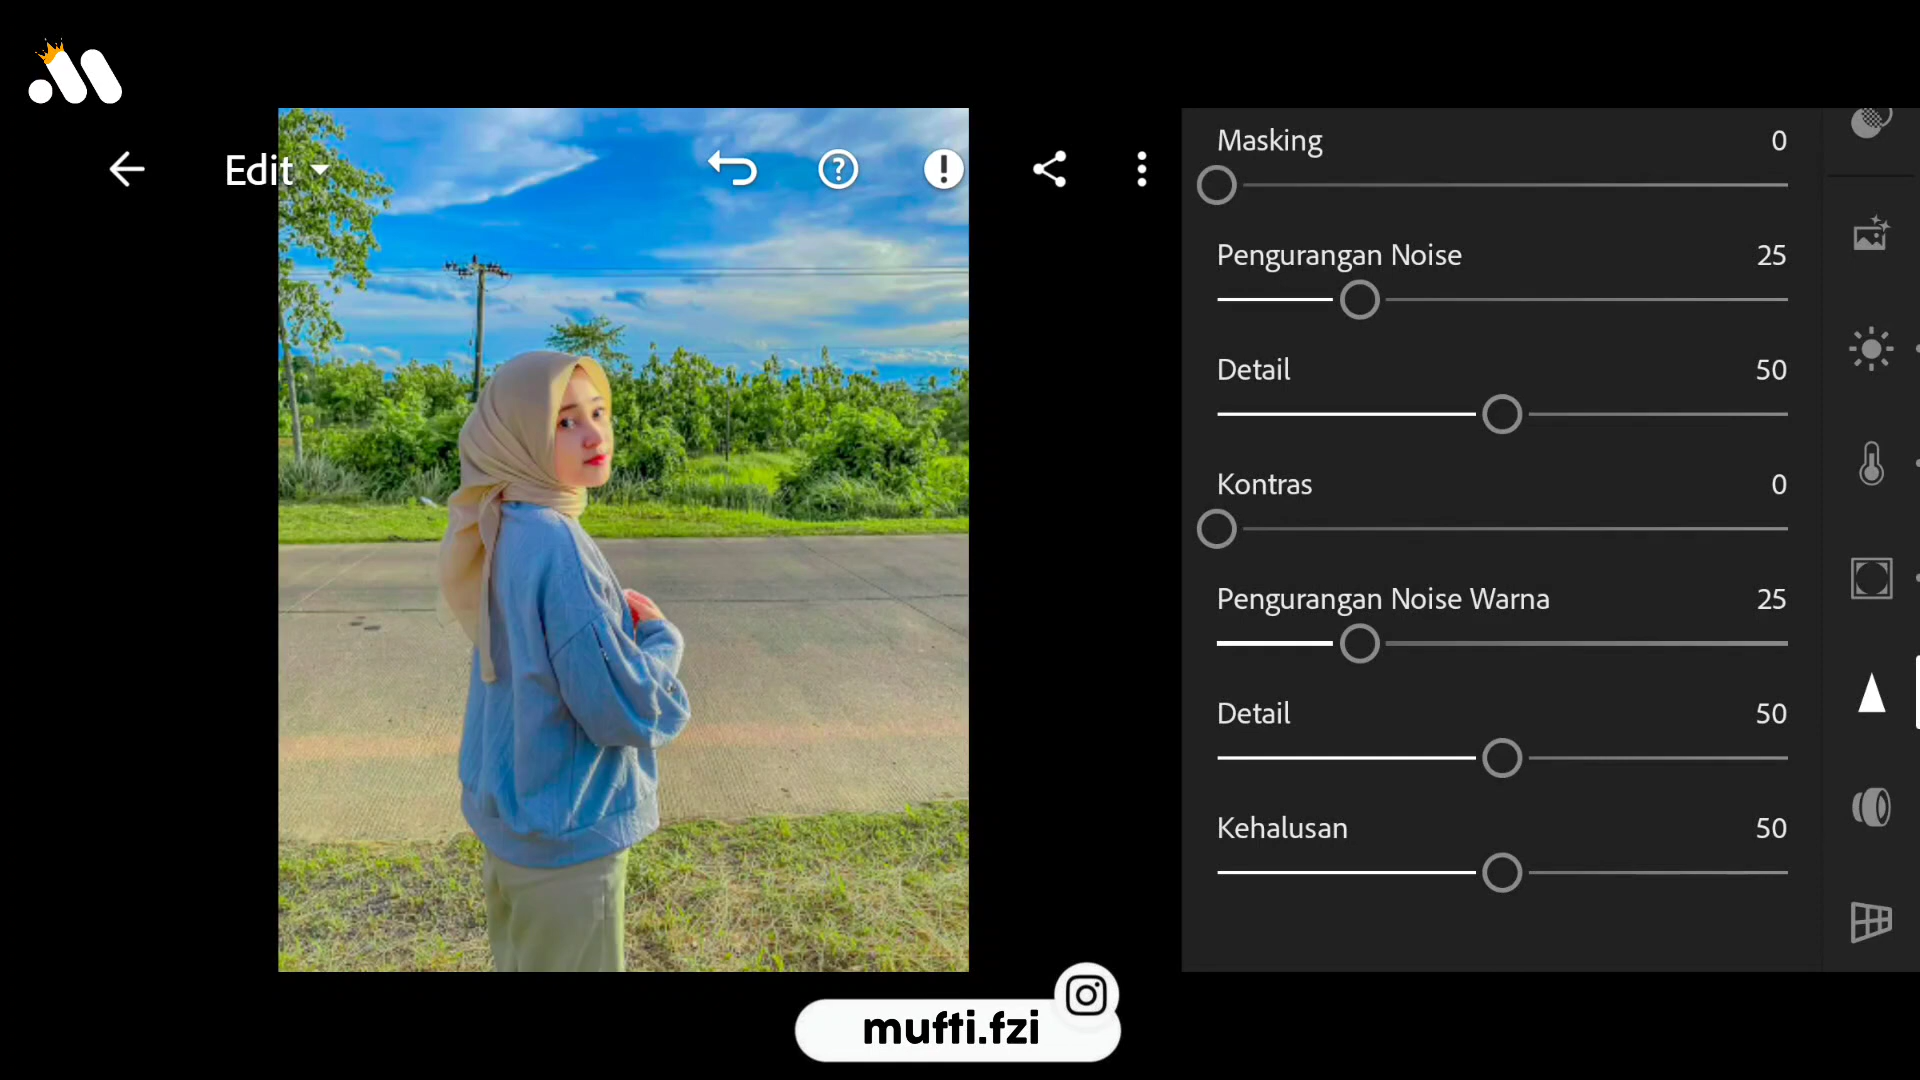 Edit
Masking 0
Pengurangan Noise 25
Detail 50
Kontras 0
Pengurangan Noise Warna 25
Detail 50
Kehalusan 50
mufti.fzi